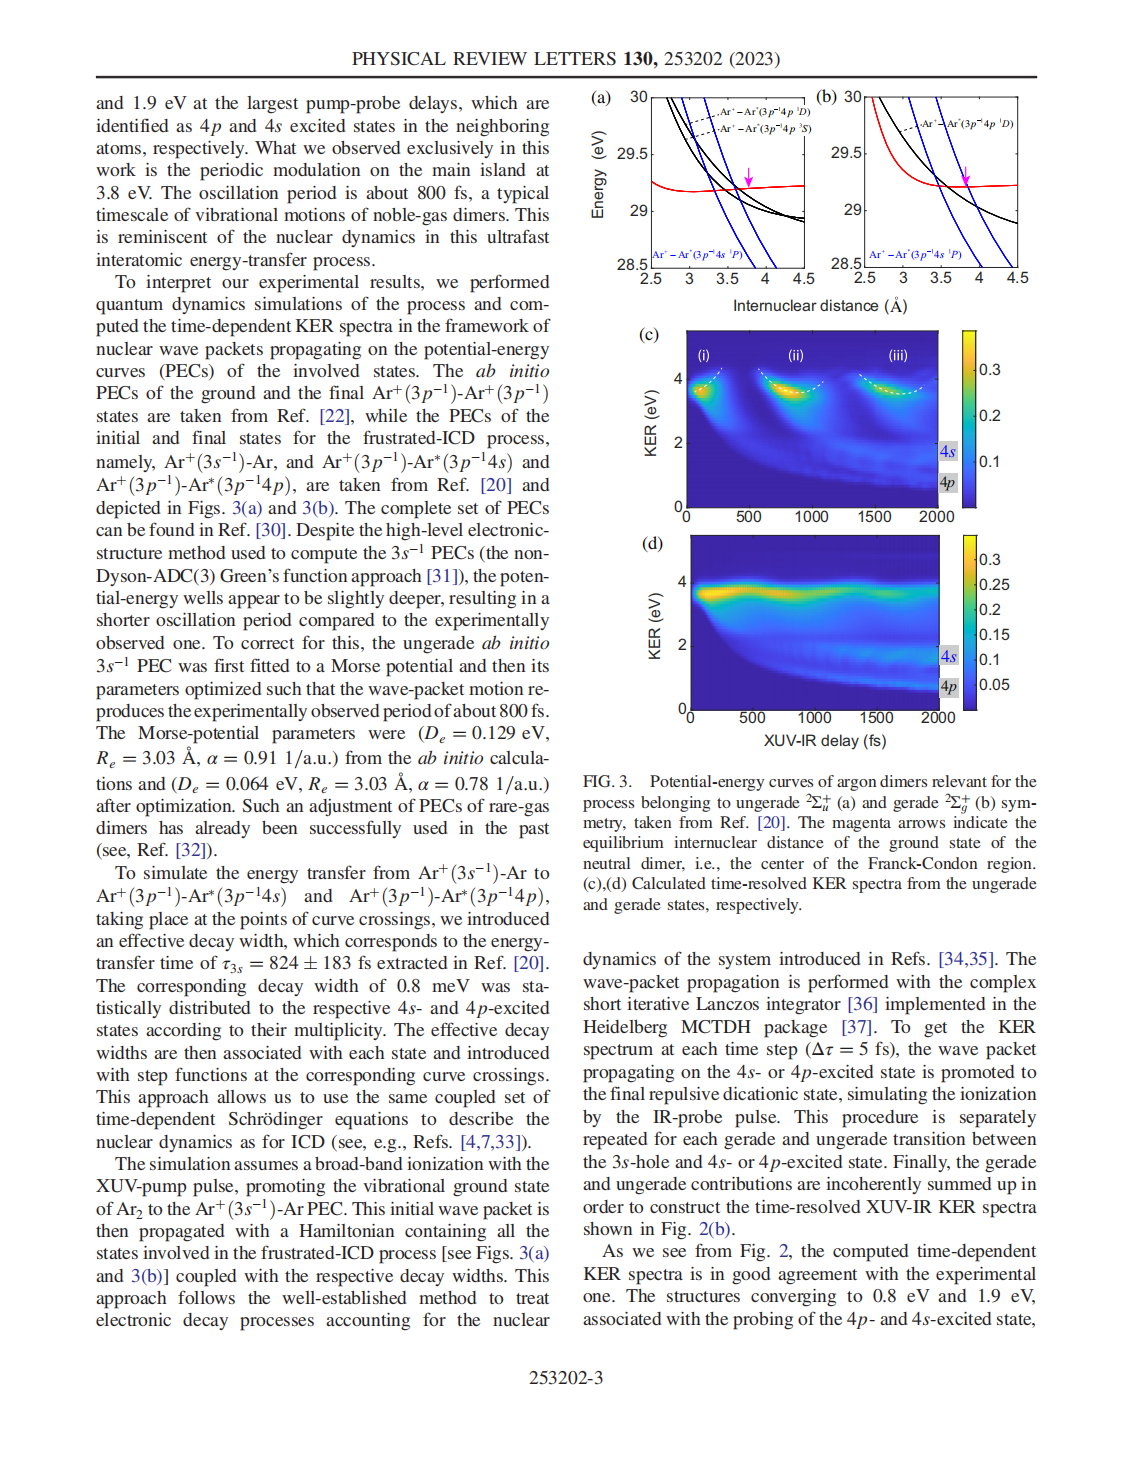 PHYSICAL REVIEW LETTERS 130, 253202 (2023)
and 1.9 eV at the largest pump-probe delays, which are
identified as 4p and 4s excited states in the neighboring
atoms, respectively. What we observed exclusively in this
work is the periodic modulation on the main island at
3.8 eV. The oscillation period is about 800 fs, a typical
timescale of vibrational motions of noble-gas dimers. This
is reminiscent of the nuclear dynamics in this ultrafast
interatomic energy-transfer process.
To interpret our experimental results, we performed
quantum dynamics simulations of the process and com-
puted the time-dependent KER spectra in the framework of
nuclear wave packets propagating on the potential-energy
curves (PECs) of the involved states. The ab initio
PECs of the ground and the final Ar⁺(3p⁻¹)-Ar⁺(3p⁻¹)
states are taken from Ref. [22], while the PECs of the
initial and final states for the frustrated-ICD process,
namely, Ar⁺(3s⁻¹)-Ar, and Ar⁺(3p⁻¹)-Ar*(3p⁻¹4s) and
Ar⁺(3p⁻¹)-Ar*(3p⁻¹4p), are taken from Ref. [20] and
depicted in Figs. 3(a) and 3(b). The complete set of PECs
can be found in Ref. [30]. Despite the high-level electronic-
structure method used to compute the 3s⁻¹ PECs (the non-
Dyson-ADC(3) Green's function approach [31]), the poten-
tial-energy wells appear to be slightly deeper, resulting in a
shorter oscillation period compared to the experimentally
observed one. To correct for this, the ungerade ab initio
3s⁻¹ PEC was first fitted to a Morse potential and then its
parameters optimized such that the wave-packet motion re-
produces the experimentally observed period of about 800 fs.
The Morse-potential parameters were (Dₑ = 0.129 eV,
Rₑ = 3.03 Å, α = 0.91 1/a.u.) from the ab initio calcula-
tions and (Dₑ = 0.064 eV, Rₑ = 3.03 Å, α = 0.78 1/a.u.)
after optimization. Such an adjustment of PECs of rare-gas
dimers has already been successfully used in the past
(see, Ref. [32]).
To simulate the energy transfer from Ar⁺(3s⁻¹)-Ar to
Ar⁺(3p⁻¹)-Ar*(3p⁻¹4s) and Ar⁺(3p⁻¹)-Ar*(3p⁻¹4p),
taking place at the points of curve crossings, we introduced
an effective decay width, which corresponds to the energy-
transfer time of τ₃ₛ = 824 ± 183 fs extracted in Ref. [20].
The corresponding decay width of 0.8 meV was sta-
tistically distributed to the respective 4s- and 4p-excited
states according to their multiplicity. The effective decay
widths are then associated with each state and introduced
with step functions at the corresponding curve crossings.
This approach allows us to use the same coupled set of
time-dependent Schrödinger equations to describe the
nuclear dynamics as for ICD (see, e.g., Refs. [4,7,33]).
The simulation assumes a broad-band ionization with the
XUV-pump pulse, promoting the vibrational ground state
of Ar₂ to the Ar⁺(3s⁻¹)-Ar PEC. This initial wave packet is
then propagated with a Hamiltonian containing all the
states involved in the frustrated-ICD process [see Figs. 3(a)
and 3(b)] coupled with the respective decay widths. This
approach follows the well-established method to treat
electronic decay processes accounting for the nuclear
(a) (b)
30 30
29.5 29.5
29 29
28.5 28.5
Energy (eV)
Ar⁺−Ar*(3p⁻¹4p ¹D)
Ar⁺−Ar*(3p⁻¹4p ³S)
Ar⁺−Ar*(3p⁻¹4s ¹P)
Ar⁺−Ar*(3p⁻¹4p ¹D)
Ar⁺−Ar*(3p⁻¹4s ¹P)
2.5 3 3.5 4 4.5 2.5 3 3.5 4 4.5
Internuclear distance (Å)
(c)
(i) (ii) (iii)
4
2
0
KER (eV)
4s
4p
0.3
0.2
0.1
0 500 1000 1500 2000
(d)
4
2
0
KER (eV)
4s
4p
0.3
0.25
0.2
0.15
0.1
0.05
0 500 1000 1500 2000
XUV-IR delay (fs)
FIG. 3. Potential-energy curves of argon dimers relevant for the
process belonging to ungerade ²Σᵤ⁺ (a) and gerade ²Σg⁺ (b) sym-
metry, taken from Ref. [20]. The magenta arrows indicate the
equilibrium internuclear distance of the ground state of the
neutral dimer, i.e., the center of the Franck-Condon region.
(c),(d) Calculated time-resolved KER spectra from the ungerade
and gerade states, respectively.
dynamics of the system introduced in Refs. [34,35]. The
wave-packet propagation is performed with the complex
short iterative Lanczos integrator [36] implemented in the
Heidelberg MCTDH package [37]. To get the KER
spectrum at each time step (Δτ = 5 fs), the wave packet
propagating on the 4s- or 4p-excited state is promoted to
the final repulsive dicationic state, simulating the ionization
by the IR-probe pulse. This procedure is separately
repeated for each gerade and ungerade transition between
the 3s-hole and 4s- or 4p-excited state. Finally, the gerade
and ungerade contributions are incoherently summed up in
order to construct the time-resolved XUV-IR KER spectra
shown in Fig. 2(b).
As we see from Fig. 2, the computed time-dependent
KER spectra is in good agreement with the experimental
one. The structures converging to 0.8 eV and 1.9 eV,
associated with the probing of the 4p- and 4s-excited state,
253202-3